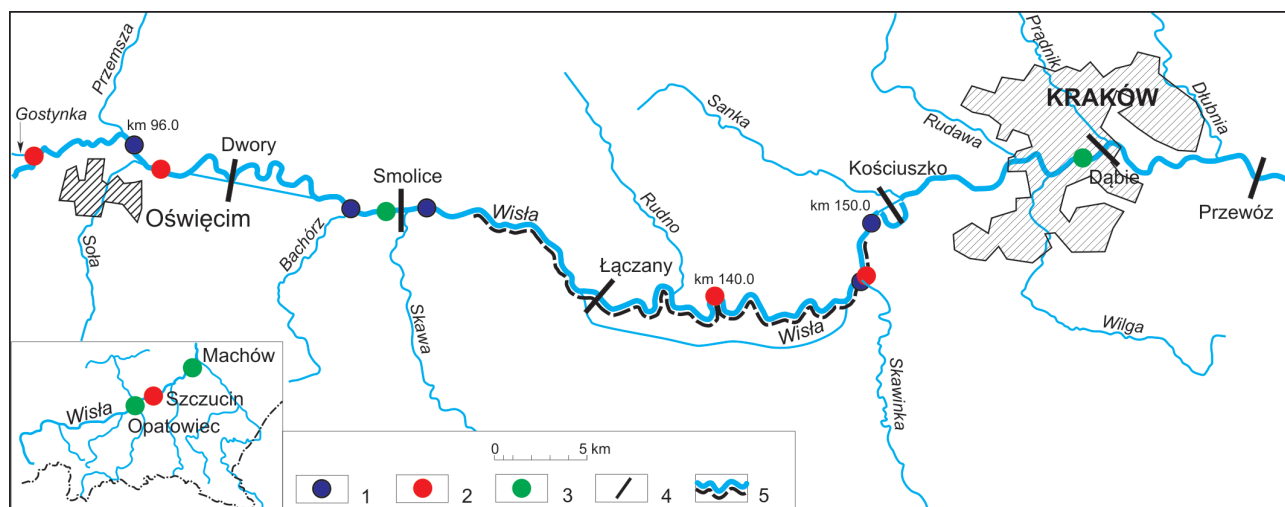 Gostynka
Przemsza
km 96.0
Dwory
Oświęcim
Soła
Bachórz
Smolice
Skawa
Wisła
Łączany
Rudno
km 140.0
Wisła
Sanka
Kościuszko
km 150.0
Skawinka
Rudawa
Prądnik
KRAKÓW
Dłubnia
Dąbie
Przewóz
Wilga
Machów
Szczucin
Wisła
Opatowiec
0 5 km
1 2 3 4 5